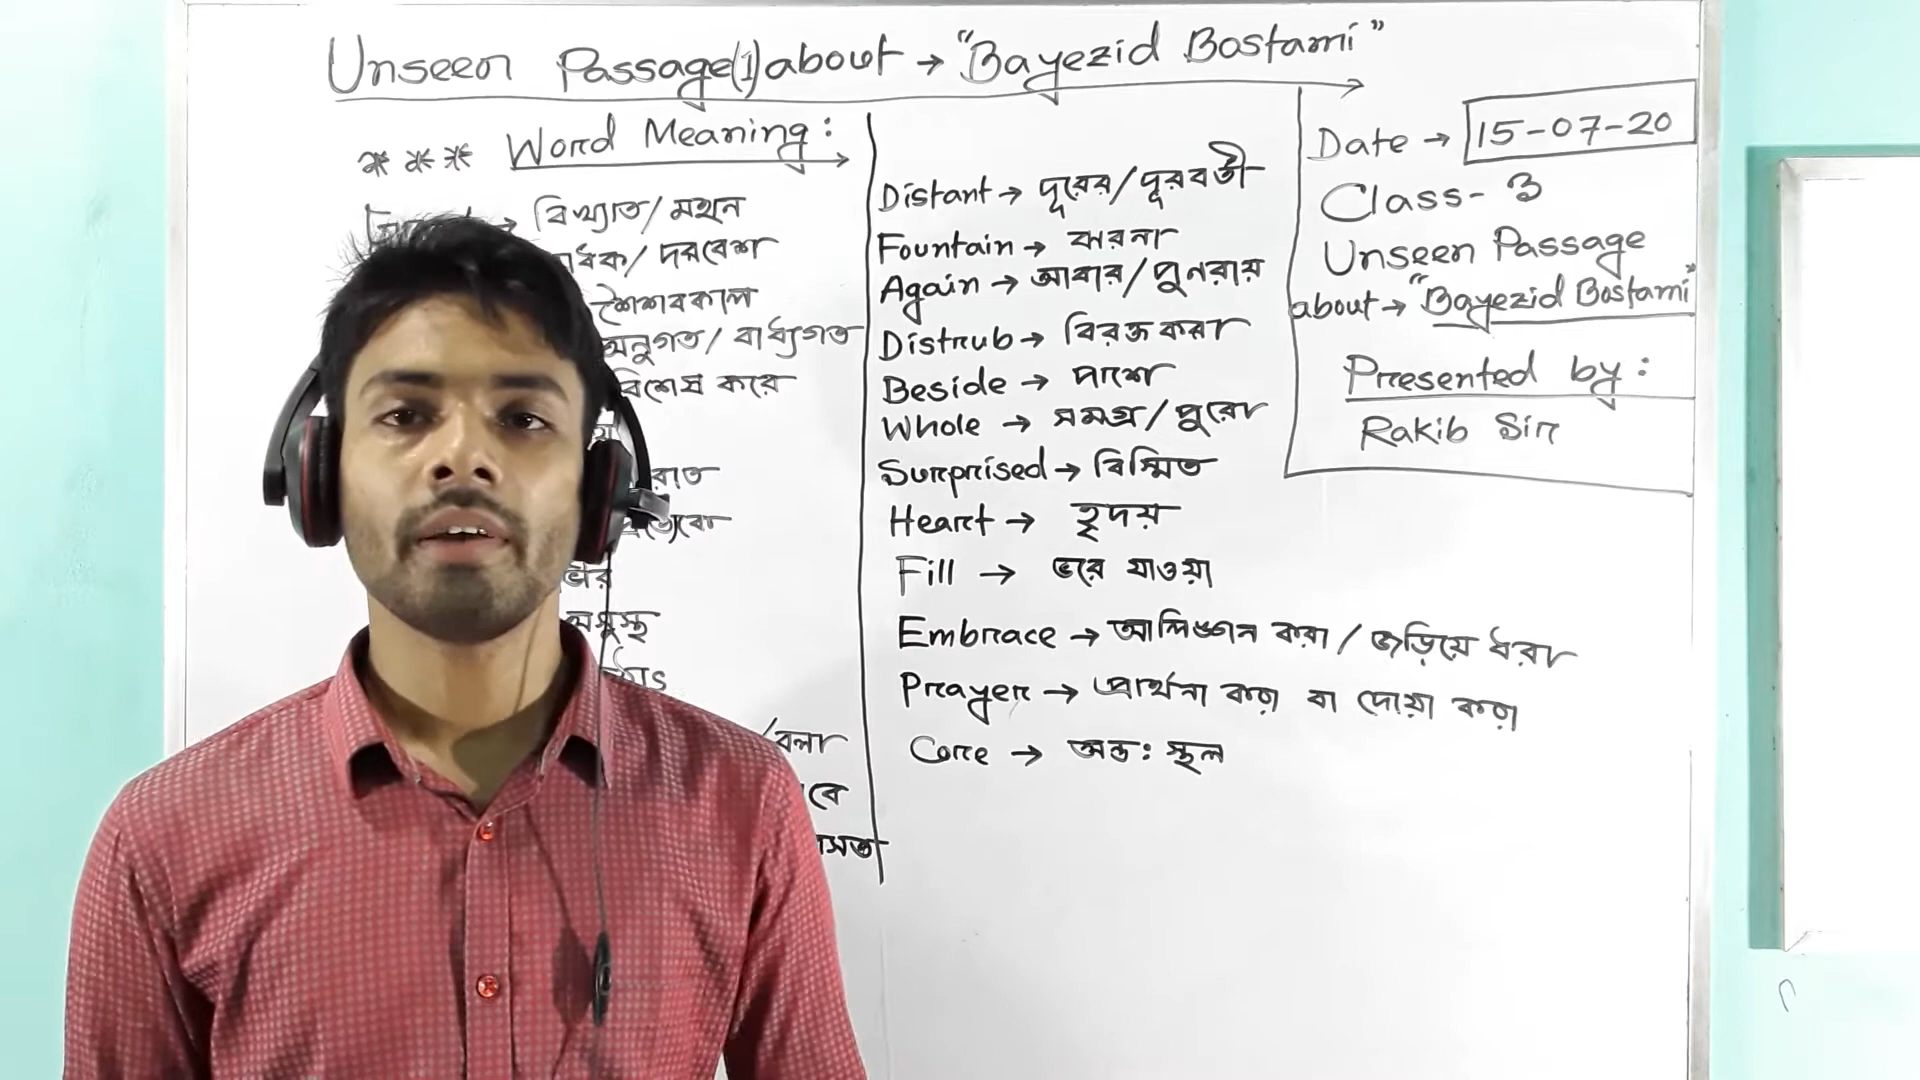 Unseen Passage(1) about → "Bayezid Bostami"
*** Word Meaning:
→ বিখ্যাত/ মহান
দরবেশ
শৈশবকাল
অনুগত/ বাধ্যগত
বিশেষ করে
/বলা
Distant → দূরের/দূরবর্তী
Fountain → ঝরনা
Again → আবার/পুনরায়
Distrub → বিরক্ত করা
Beside → পাশে
Whole → সমগ্র/পুরো
Surprised → বিস্মিত
Heart → হৃদয়
Fill → ভরে যাওয়া
Embrace → আলিঙ্গন করা / জড়িয়ে ধরা
Prayer → প্রার্থনা করা বা দোয়া করা
Core → অন্ত: স্থল
Date → 15-07-20
Class- 3
Unseen Passage
about → "Bayezid Bostami"
Presented by:
Rakib Sir